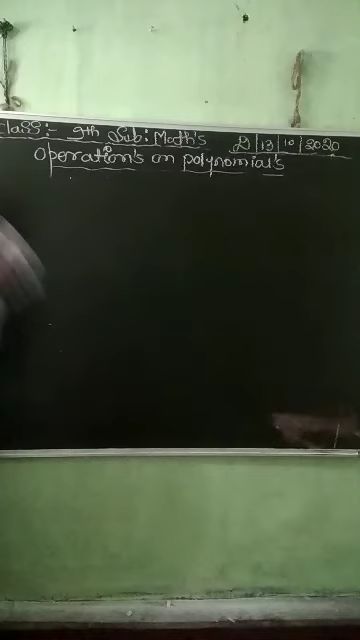 Class:- 9th Sub: Math's D/13/10/2020
Operation's on polynomial's